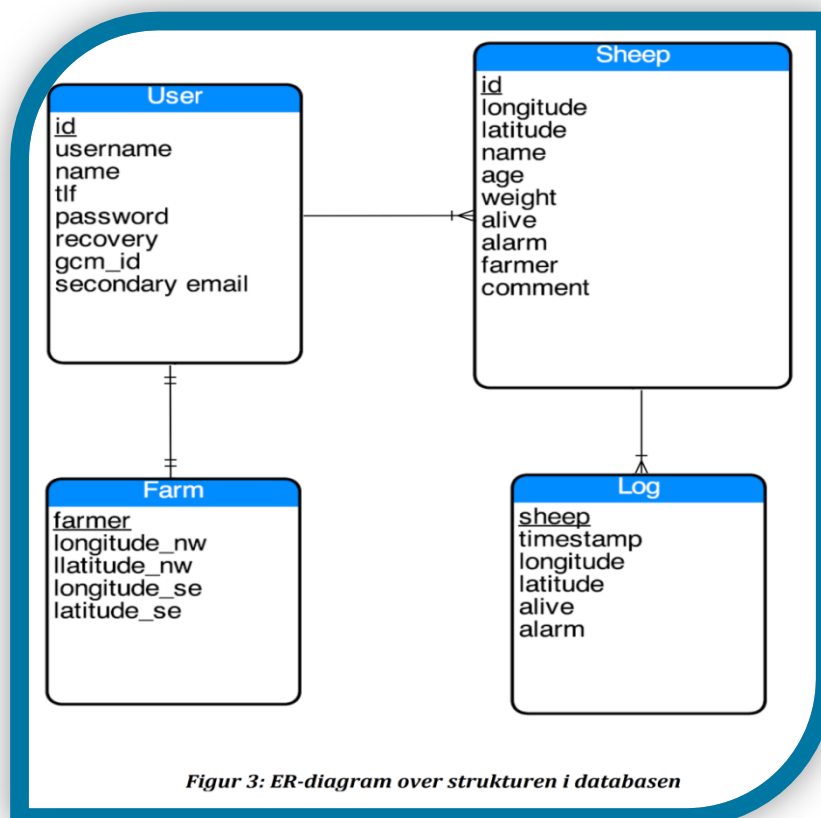 User
id
username
name
tlf
password
recovery
gcm_id
secondary email
Sheep
id
longitude
latitude
name
age
weight
alive
alarm
farmer
comment
Farm
farmer
longitude_nw
llatitude_nw
longitude_se
latitude_se
Log
sheep
timestamp
longitude
latitude
alive
alarm
Figur 3: ER-diagram over strukturen i databasen